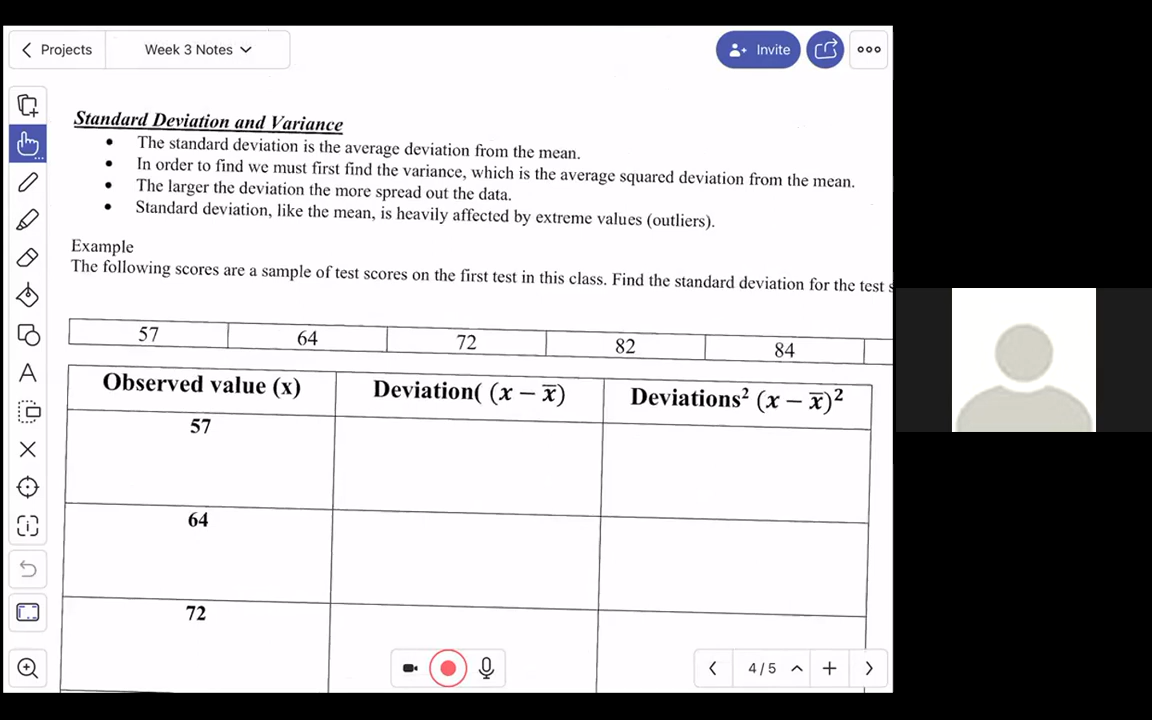 Projects
Week 3 Notes
Invite
Standard Deviation and Variance
• The standard deviation is the average deviation from the mean.
• In order to find we must first find the variance, which is the average squared deviation from the mean.
• The larger the deviation the more spread out the data.
• Standard deviation, like the mean, is heavily affected by extreme values (outliers).
Example
The following scores are a sample of test scores on the first test in this class. Find the standard deviation for the test
57 64 72 82 84
Observed value (x) Deviation( (x − x̅) Deviations² (x − x̅)²
57
64
72
4/5